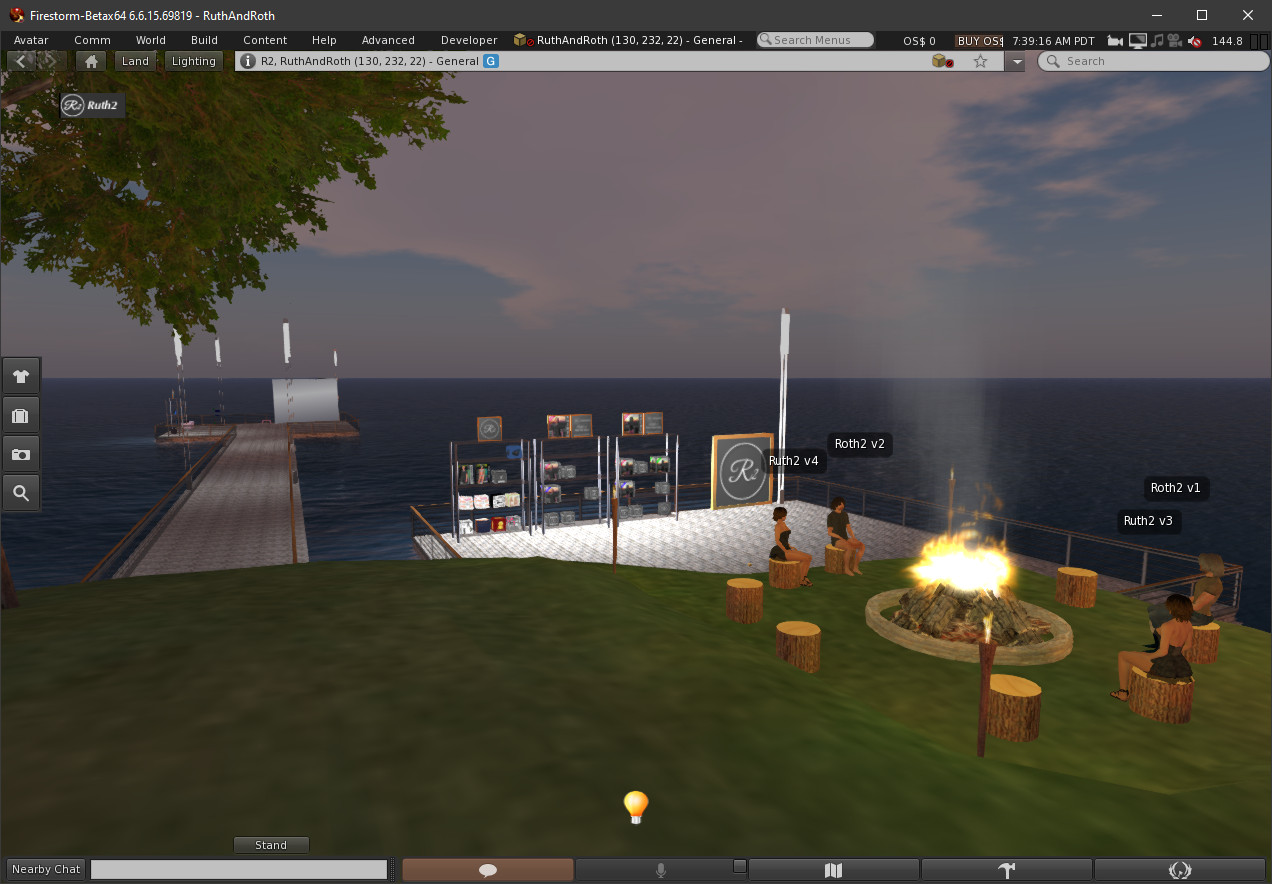 Firestorm-Betax64 6.6.15.69819 - RuthAndRoth
Avatar Comm World Build Content Help Advanced Developer RuthAndRoth (130, 232, 22) - General - Search Menus OS$ 0 BUY OS$ 7:39:16 AM PDT 144.8
Land Lighting R2, RuthAndRoth (130, 232, 22) - General G Search
R2 Ruth2
Roth2 v2
R2 Ruth2 v4
Roth2 v1
Ruth2 v3
Stand
Nearby Chat